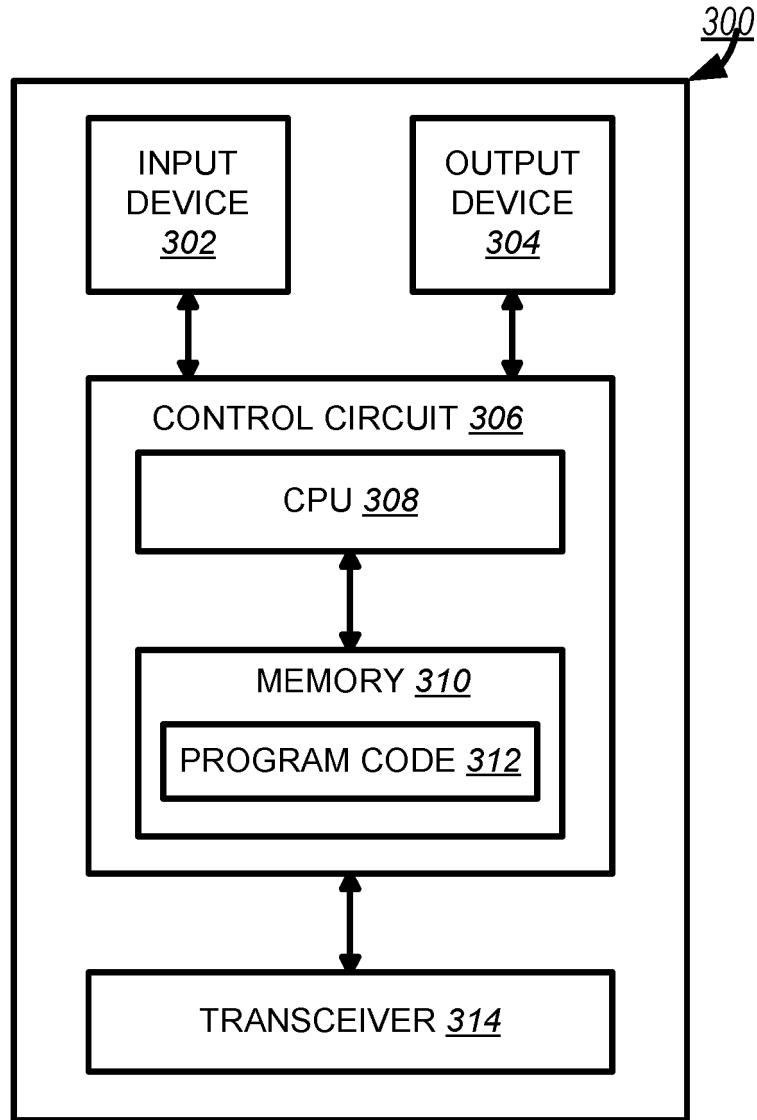 300
INPUT
DEVICE
302
OUTPUT
DEVICE
304
CONTROL CIRCUIT 306
CPU 308
MEMORY 310
PROGRAM CODE 312
TRANSCEIVER 314